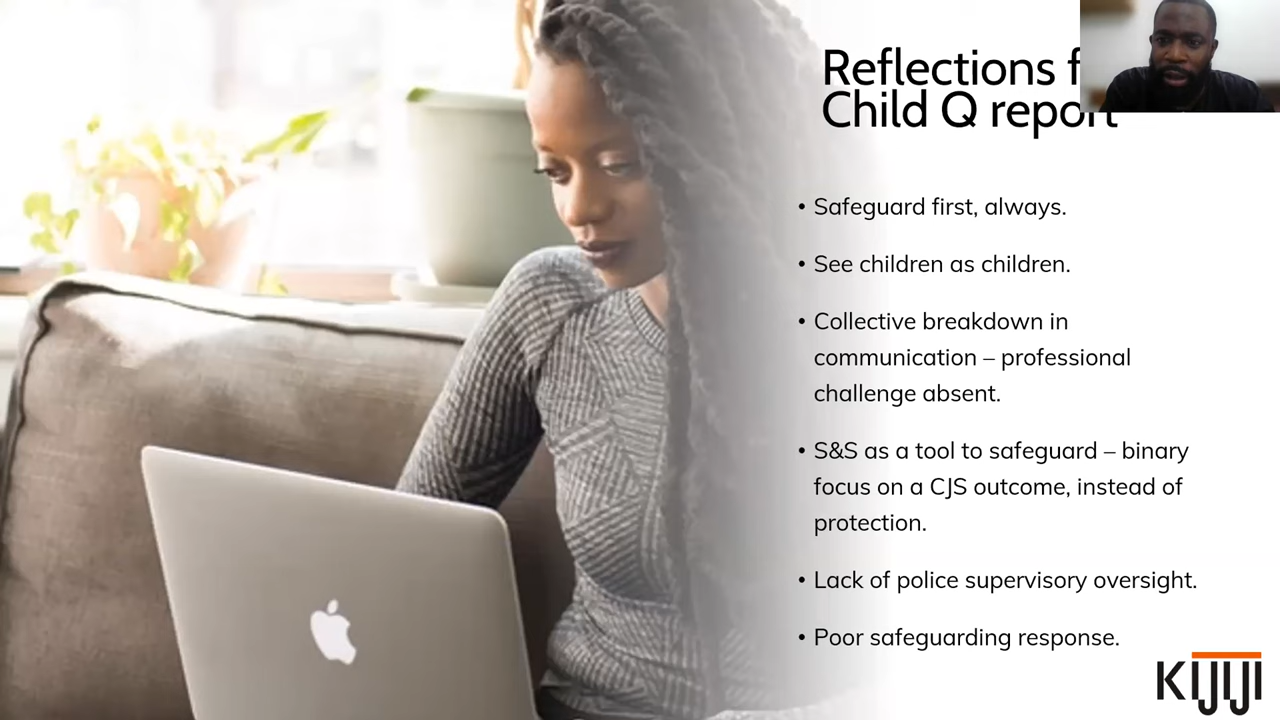 Reflections f
Child Q report
• Safeguard first, always.
• See children as children.
• Collective breakdown in
communication – professional
challenge absent.
• S&S as a tool to safeguard – binary
focus on a CJS outcome, instead of
protection.
• Lack of police supervisory oversight.
• Poor safeguarding response.
KIJIJI